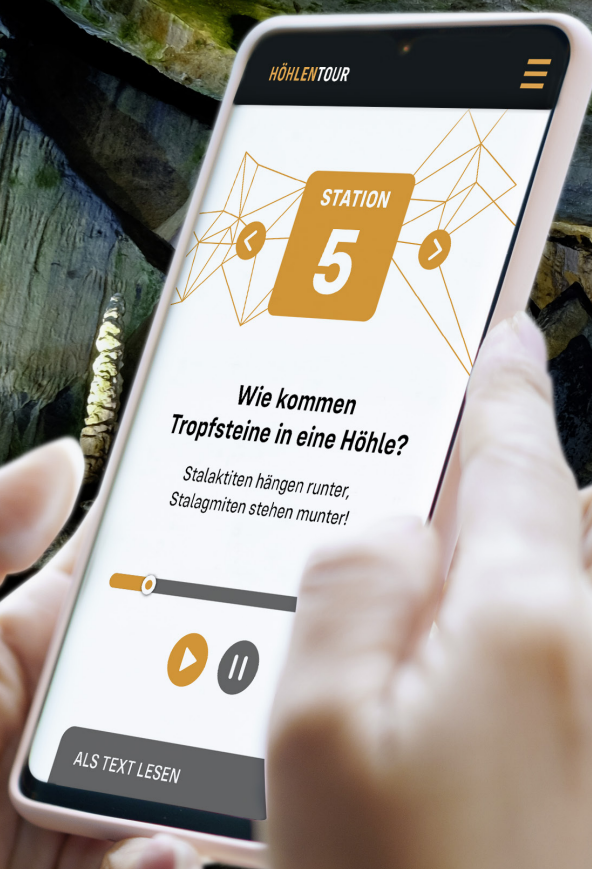 HÖHLENTOUR
STATION
5
Wie kommen
Tropfsteine in eine Höhle?
Stalaktiten hängen runter,
Stalagmiten stehen munter!
ALS TEXT LESEN